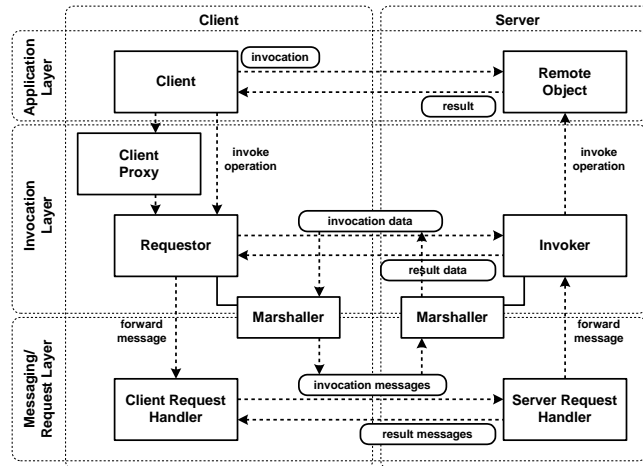 Client
Server
Application
Layer
Client
invocation
result
Remote
Object
Invocation
Layer
Client
Proxy
invoke
operation
invoke
operation
Requestor
invocation data
result data
Invoker
Marshaller
Marshaller
Messaging/
Request Layer
forward
message
forward
message
invocation messages
Client Request
Handler
result messages
Server Request
Handler